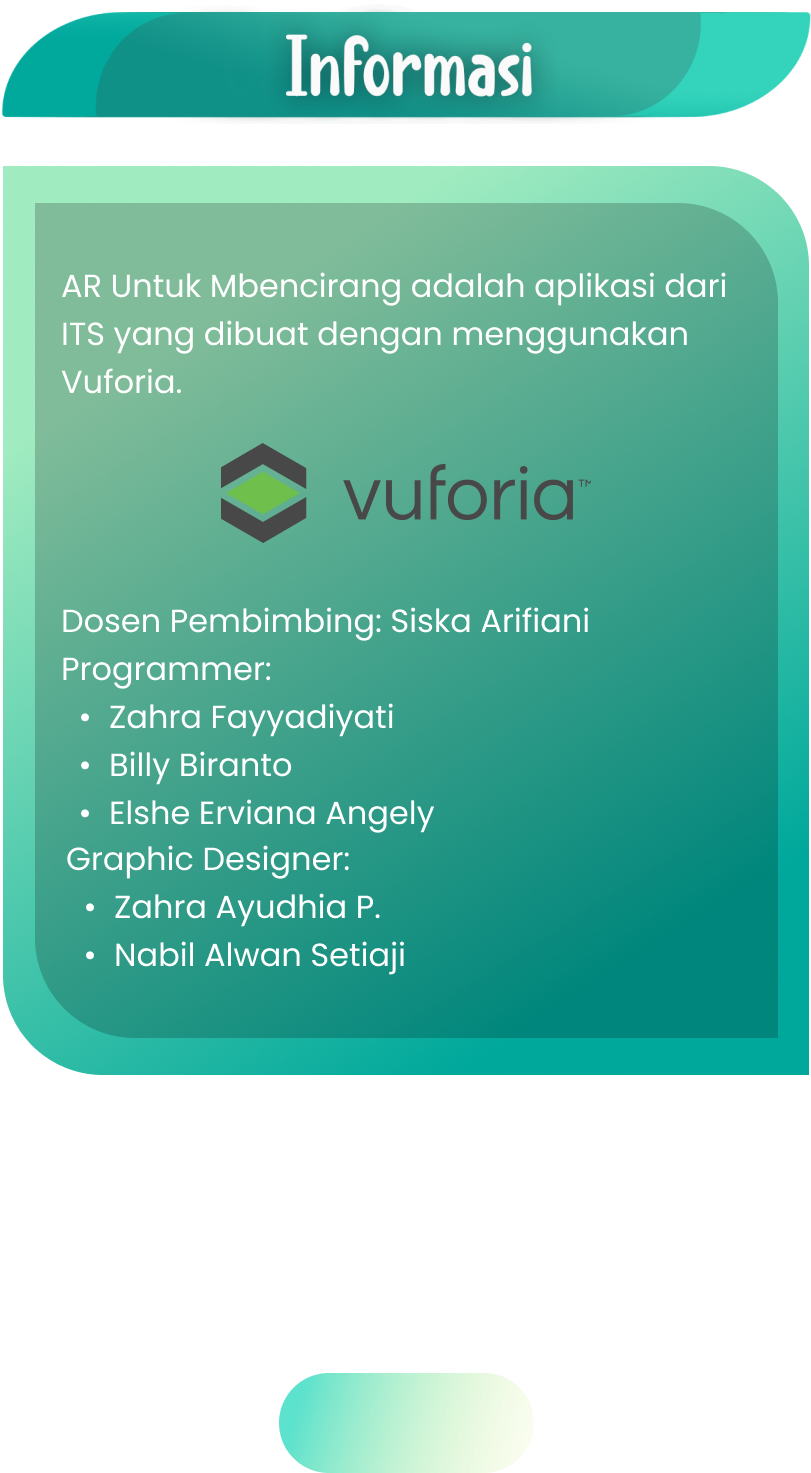 Informasi
AR Untuk Mbencirang adalah aplikasi dari
ITS yang dibuat dengan menggunakan
Vuforia.
vuforia™
Dosen Pembimbing: Siska Arifiani
Programmer:
• Zahra Fayyadiyati
• Billy Biranto
• Elshe Erviana Angely
Graphic Designer:
• Zahra Ayudhia P.
• Nabil Alwan Setiaji